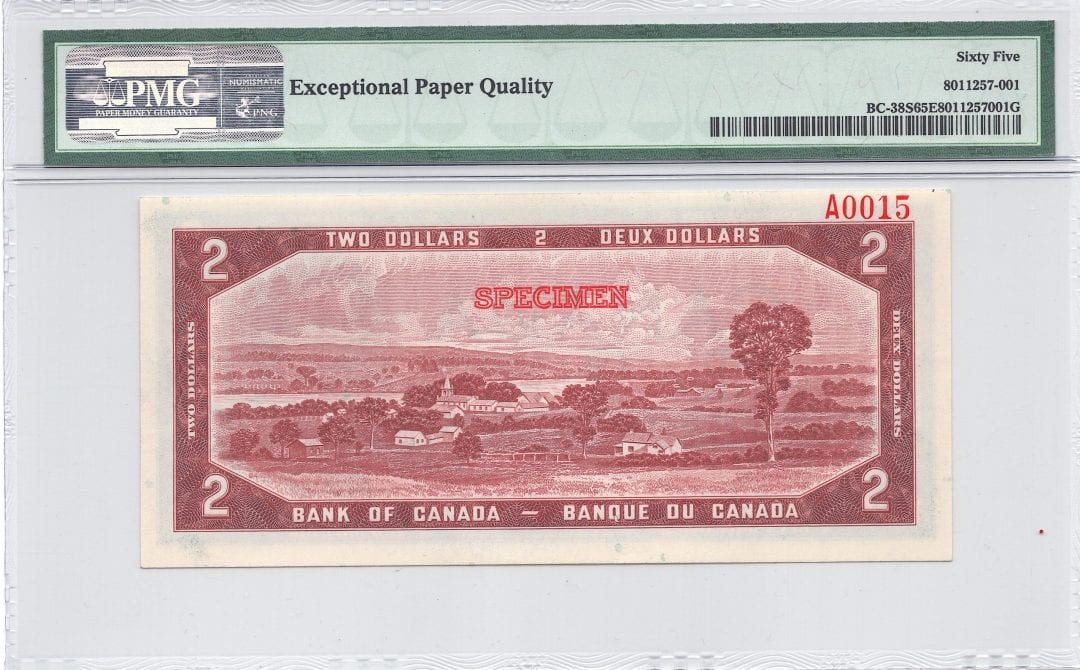 PMG
PAPER MONEY GUARANTY
NUMISMATIC
PNG
Exceptional Paper Quality
Sixty Five
8011257-001
BC-38S65E8011257001G
A0015
2 TWO DOLLARS 2 DEUX DOLLARS 2
SPECIMEN
TWO DOLLARS
DEUX DOLLARS
2 BANK OF CANADA — BANQUE DU CANADA 2